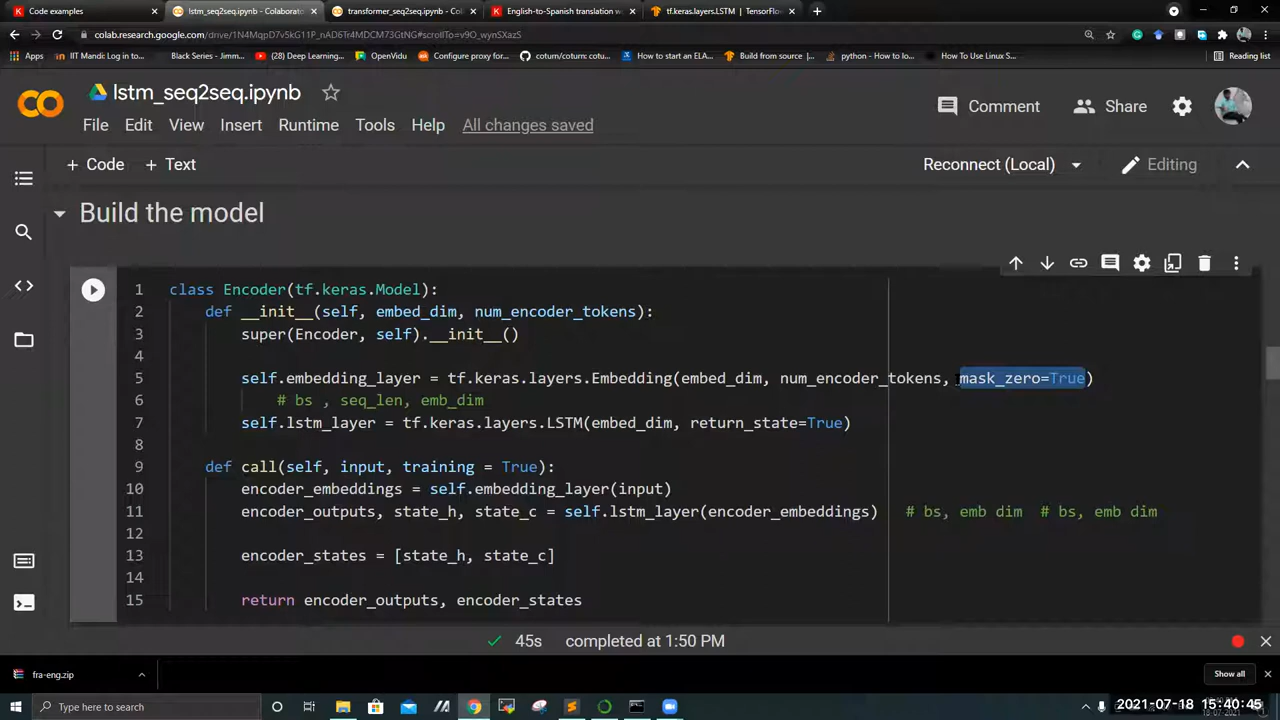 Code examples
lstm_seq2seq.ipynb - Colaborato
transformer_seq2seq.ipynb - Col
English-to-Spanish translation w
tf.keras.layers.LSTM | TensorFlow
colab.research.google.com/drive/1N4MqpD7v5kG11P_nAD6Tr4MDCM73GtNG#scrollTo=v9O_wynSXazS
Apps
IIT Mandi: Log in to...
Black Series - Jimm...
(28) Deep Learning...
OpenVidu
Configure proxy for...
coturn/coturn: cotu...
How to start an ELA...
Build from source |...
python - How to lo...
How To Use Linux S...
Reading list
lstm_seq2seq.ipynb
Comment
Share
File Edit View Insert Runtime Tools Help All changes saved
+ Code + Text
Reconnect (Local)
Editing
Build the model
1 class Encoder(tf.keras.Model):
2 def __init__(self, embed_dim, num_encoder_tokens):
3 super(Encoder, self).__init__()
4
5 self.embedding_layer = tf.keras.layers.Embedding(embed_dim, num_encoder_tokens, mask_zero=True)
6 # bs , seq_len, emb_dim
7 self.lstm_layer = tf.keras.layers.LSTM(embed_dim, return_state=True)
8
9 def call(self, input, training = True):
10 encoder_embeddings = self.embedding_layer(input)
11 encoder_outputs, state_h, state_c = self.lstm_layer(encoder_embeddings) # bs, emb dim # bs, emb dim
12
13 encoder_states = [state_h, state_c]
14
15 return encoder_outputs, encoder_states
45s completed at 1:50 PM
fra-eng.zip
Show all
Type here to search
2021-07-18 15:40:45